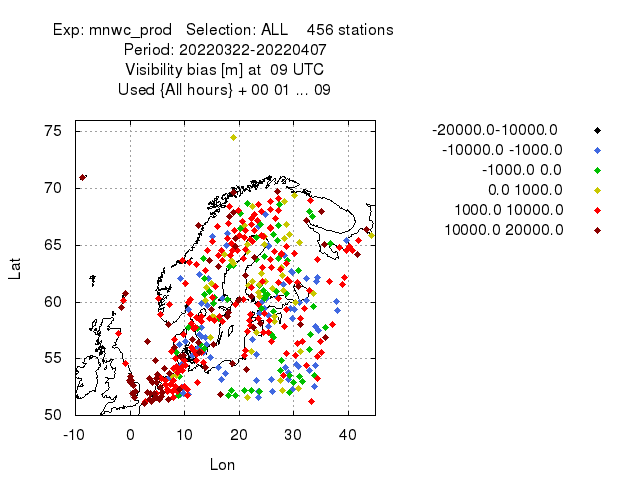 Exp: mnwc_prod Selection: ALL 456 stations
Period: 20220322-20220407
Visibility bias [m] at 09 UTC
Used {All hours} + 00 01 ... 09
-20000.0-10000.0
-10000.0 -1000.0
-1000.0 0.0
0.0 1000.0
1000.0 10000.0
10000.0 20000.0
75
70
65
60
55
50
Lat
-10 0 10 20 30 40
Lon